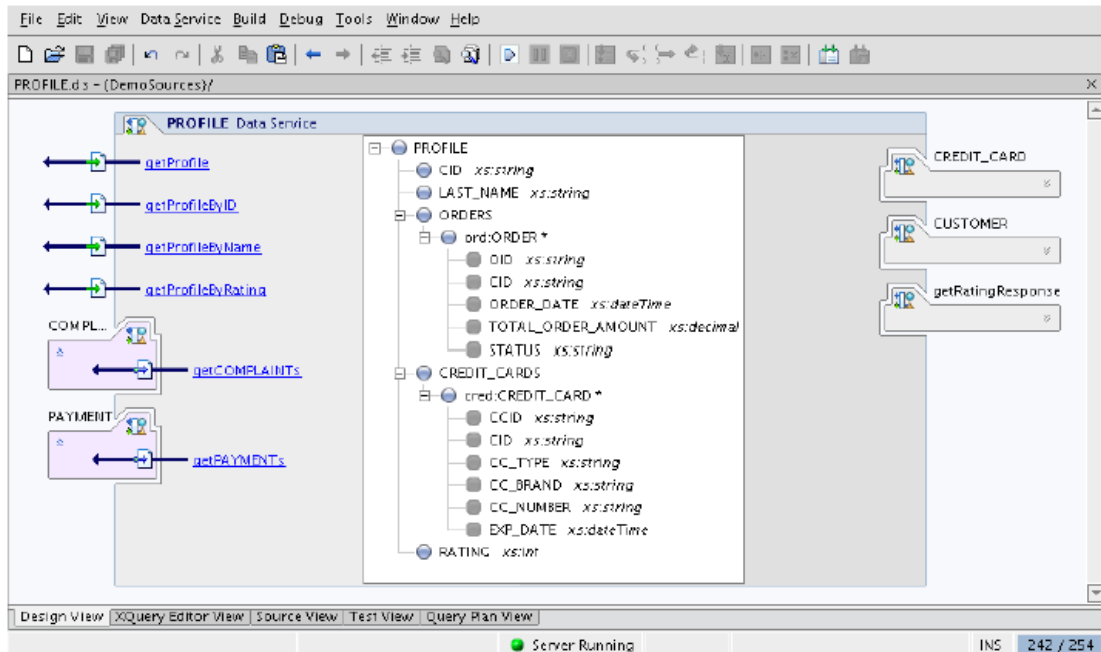 File Edit View Data Service Build Debug Tools Window Help
PROFILE.ds - {DemoSources}/
PROFILE Data Service
getProfile
getProfileByID
getProfileByName
getProfileByRating
COMPL...
getCOMPLAINTs
PAYMENT
getPAYMENTs
PROFILE
CID xs:string
LAST_NAME xs:string
ORDERS
ord:ORDER *
OID xs:string
CID xs:string
ORDER_DATE xs:dateTime
TOTAL_ORDER_AMOUNT xs:decimal
STATUS xs:string
CREDIT_CARDS
cred:CREDIT_CARD *
CCID xs:string
CID xs:string
CC_TYPE xs:string
CC_BRAND xs:string
CC_NUMBER xs:string
EXP_DATE xs:dateTime
RATING xs:int
CREDIT_CARD
CUSTOMER
getRatingResponse
Design View XQuery Editor View Source View Test View Query Plan View
Server Running INS 242 / 254